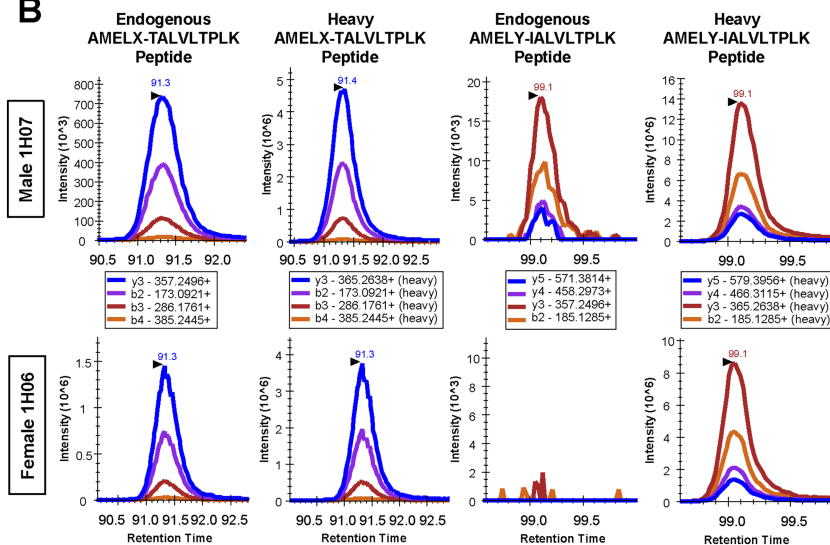 B
Endogenous
AMELX-TALVLTPLK
Peptide
Heavy
AMELX-TALVLTPLK
Peptide
Endogenous
AMELY-IALVLTPLK
Peptide
Heavy
AMELY-IALVLTPLK
Peptide
Male 1H07
Intensity (10^3)
800
700
600
500
400
300
200
100
0
91.3
90.5 91.0 91.5 92.0
Intensity (10^6)
5
4
3
2
1
0
91.4
90.5 91.0 91.5 92.0 92.5
Intensity (10^3)
20
15
10
5
0
99.1
99.0 99.5
Intensity (10^6)
16
14
12
10
8
6
4
2
0
99.1
99.0 99.5
y3 - 357.2496+
b2 - 173.0921+
b3 - 286.1761+
b4 - 385.2445+
y3 - 365.2638+ (heavy)
b2 - 173.0921+ (heavy)
b3 - 286.1761+ (heavy)
b4 - 385.2445+ (heavy)
y5 - 571.3814+
y4 - 458.2973+
y3 - 357.2496+
b2 - 185.1285+
y5 - 579.3956+ (heavy)
y4 - 466.3115+ (heavy)
y3 - 365.2638+ (heavy)
b2 - 185.1285+ (heavy)
Female 1H06
Intensity (10^6)
1.5
1
0.5
0
91.3
90.5 91.0 91.5 92.0 92.5
Retention Time
Intensity (10^6)
4
3
2
1
0
91.3
90.5 91.0 91.5 92.0 92.5
Retention Time
Intensity (10^3)
10
8
6
4
2
0
99.0 99.5
Retention Time
Intensity (10^6)
10
8
6
4
2
0
99.1
99.0 99.5
Retention Time